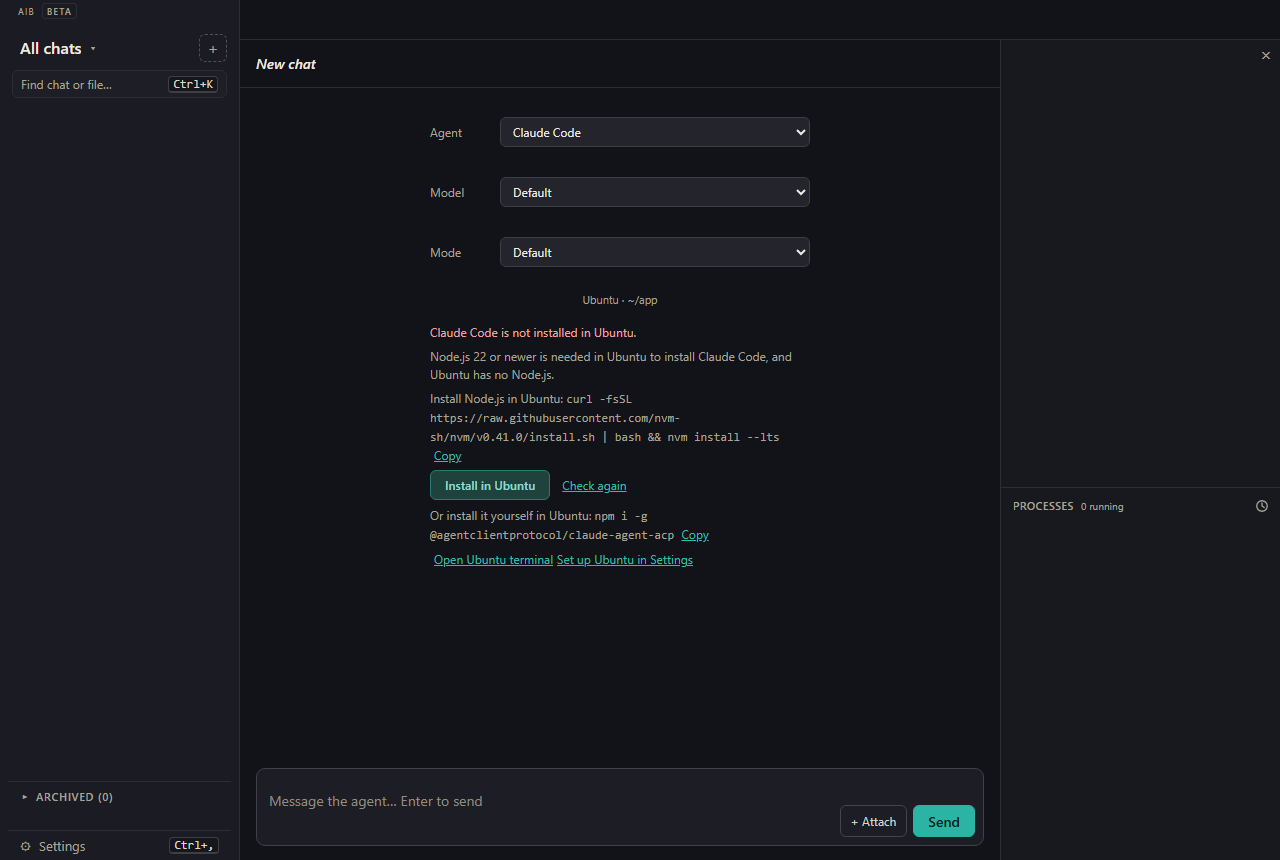 AIB BETA
All chats
+
Find chat or file... Ctrl+K
ARCHIVED (0)
Settings Ctrl+,
New chat
Agent Claude Code
Model Default
Mode Default
Ubuntu · ~/app
Claude Code is not installed in Ubuntu.
Node.js 22 or newer is needed in Ubuntu to install Claude Code, and
Ubuntu has no Node.js.
Install Node.js in Ubuntu: curl -fsSL
https://raw.githubusercontent.com/nvm-
sh/nvm/v0.41.0/install.sh | bash && nvm install --lts
Copy
Install in Ubuntu Check again
Or install it yourself in Ubuntu: npm i -g
@agentclientprotocol/claude-agent-acp Copy
Open Ubuntu terminal Set up Ubuntu in Settings
Message the agent... Enter to send
+ Attach Send
PROCESSES 0 running